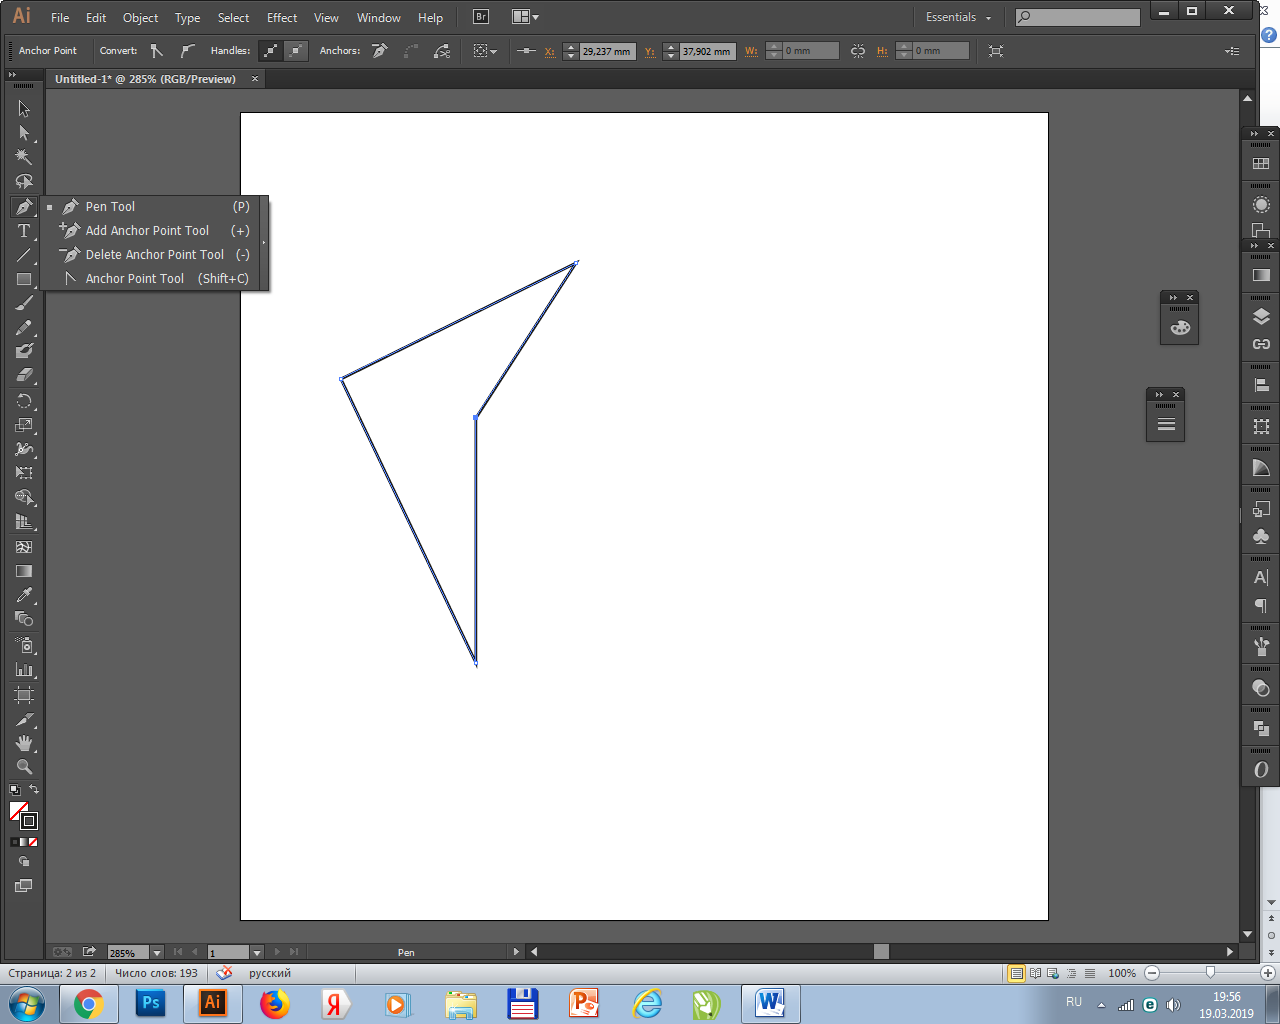 Ai File Edit Object Type Select Effect View Window Help Br Essentials
Anchor Point Convert: Handles: Anchors: X: 29,237 mm Y: 37,902 mm W: 0 mm H: 0 mm
Untitled-1* @ 285% (RGB/Preview)
Pen Tool (P)
Add Anchor Point Tool (+)
Delete Anchor Point Tool (-)
Anchor Point Tool (Shift+C)
285% 1 Pen
Страница: 2 из 2 Число слов: 193 русский 100%
Ps Ai Я RU 19:56
19.03.2019